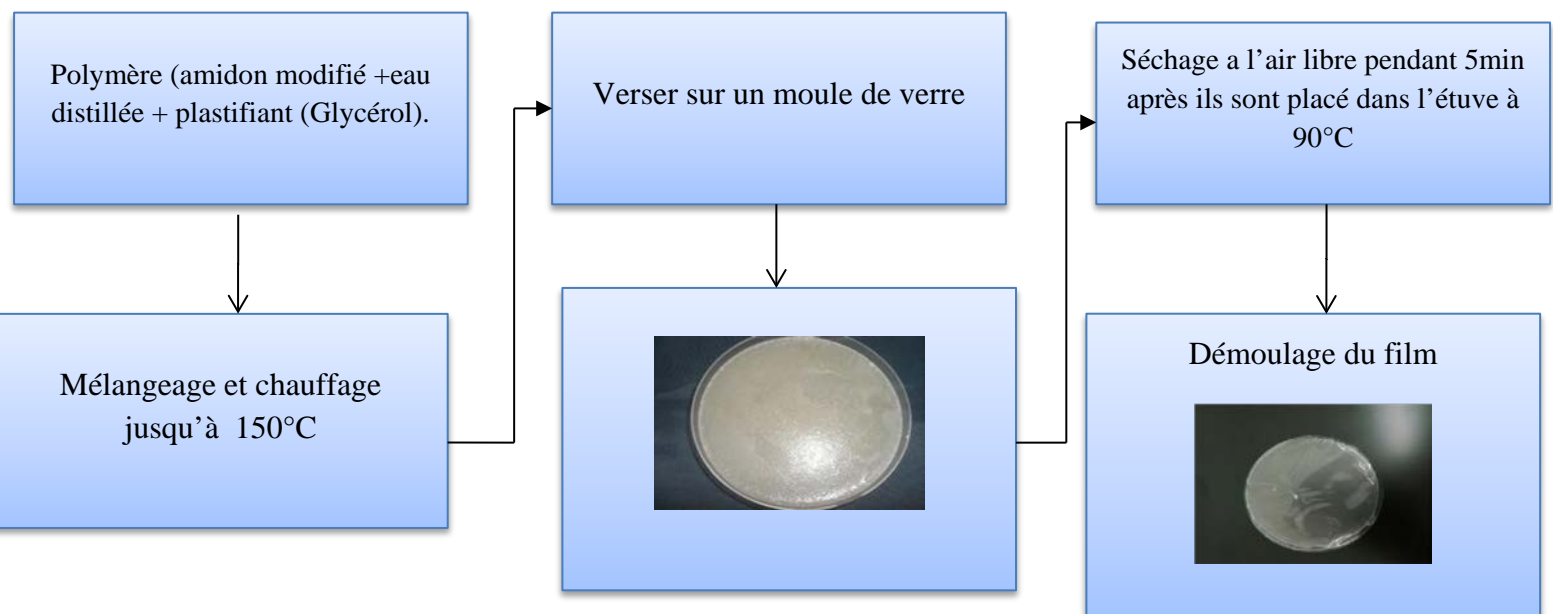 Polymère (amidon modifié +eau
distillée + plastifiant (Glycérol).
Mélangeage et chauffage
jusqu’à 150°C
Verser sur un moule de verre
Séchage a l’air libre pendant 5min
après ils sont placé dans l’étuve à
90°C
Démoulage du film